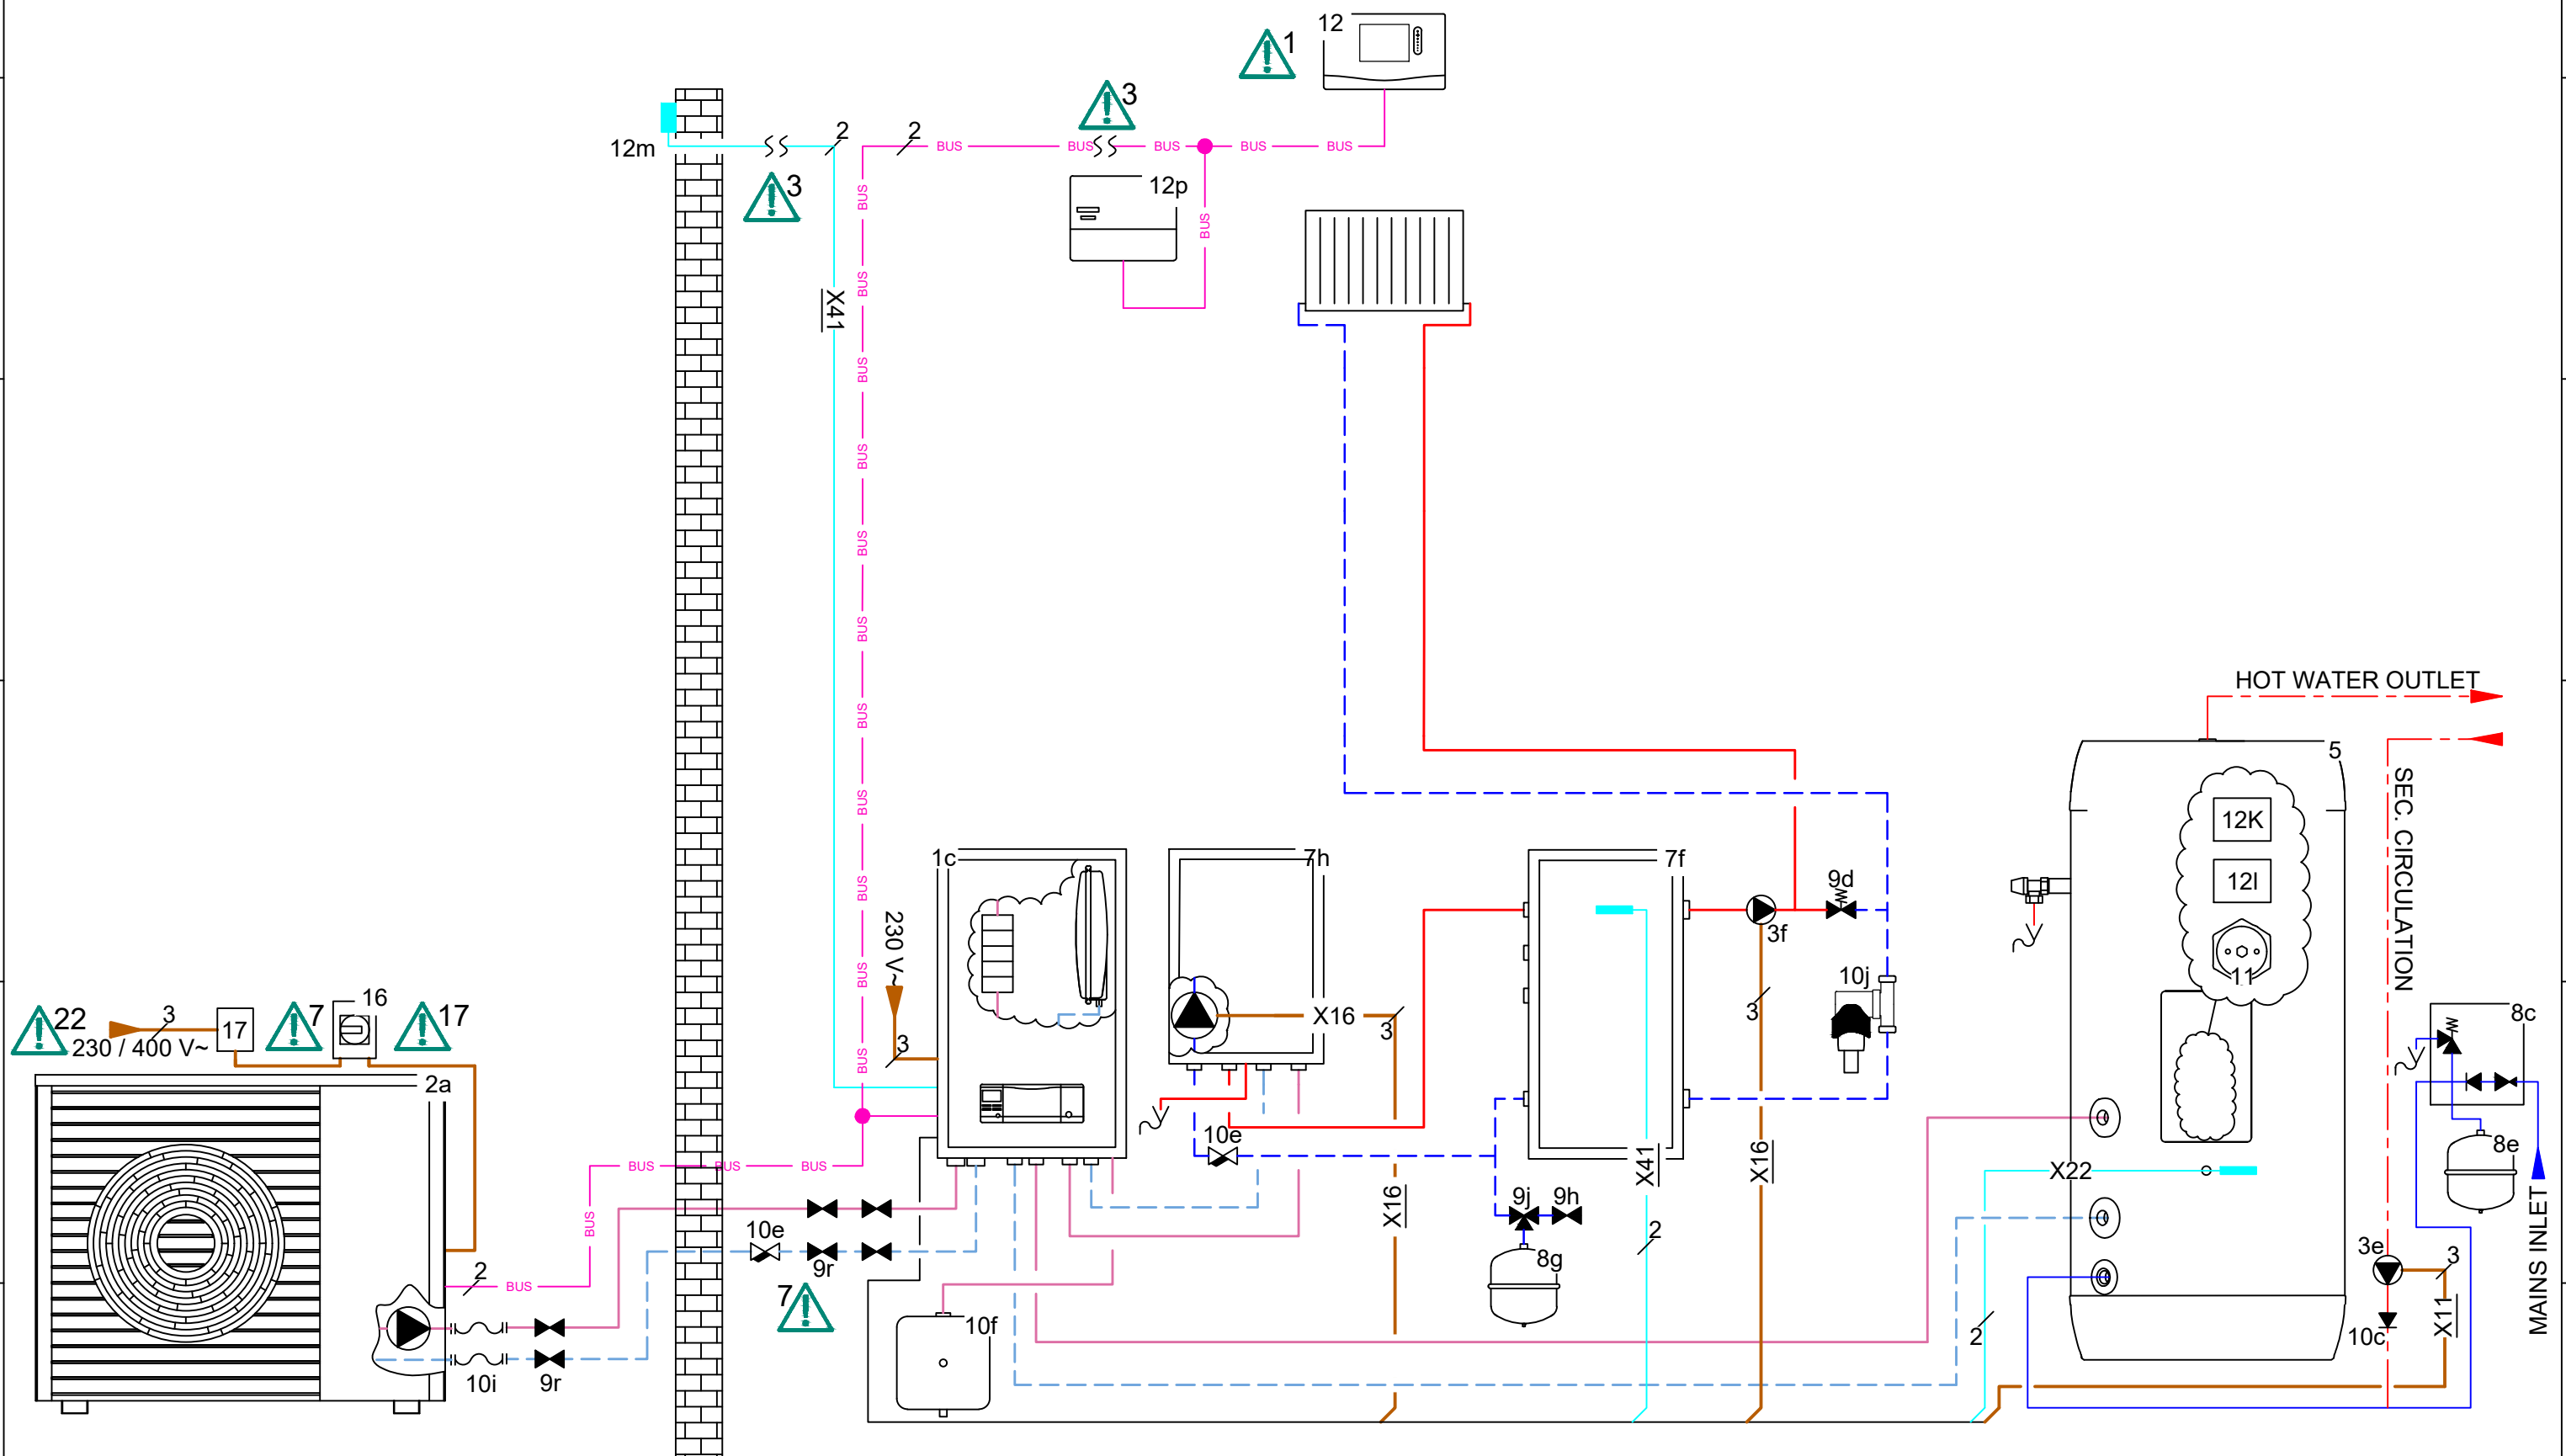 12
1
3
2
2
BUS
BUS
BUS
BUS
BUS
12m
3
12p
BUS
BUS
BUS
X41
BUS
BUS
BUS
BUS
BUS
BUS
BUS
BUS
BUS
BUS
HOT WATER OUTLET
5
SEC. CIRCULATION
12K
12l
11
1c
7h
7f
9d
3f
230 V~
3
10j
X16
3
3
22
3
230 / 400 V~
17
7
16
17
2a
8c
8e
MAINS INLET
10e
X41
X16
X22
BUS
BUS
BUS
BUS
X16
9j
9h
2
8g
10e
9r
7
2
BUS
3e
3
X11
10c
2
10f
10i
9r